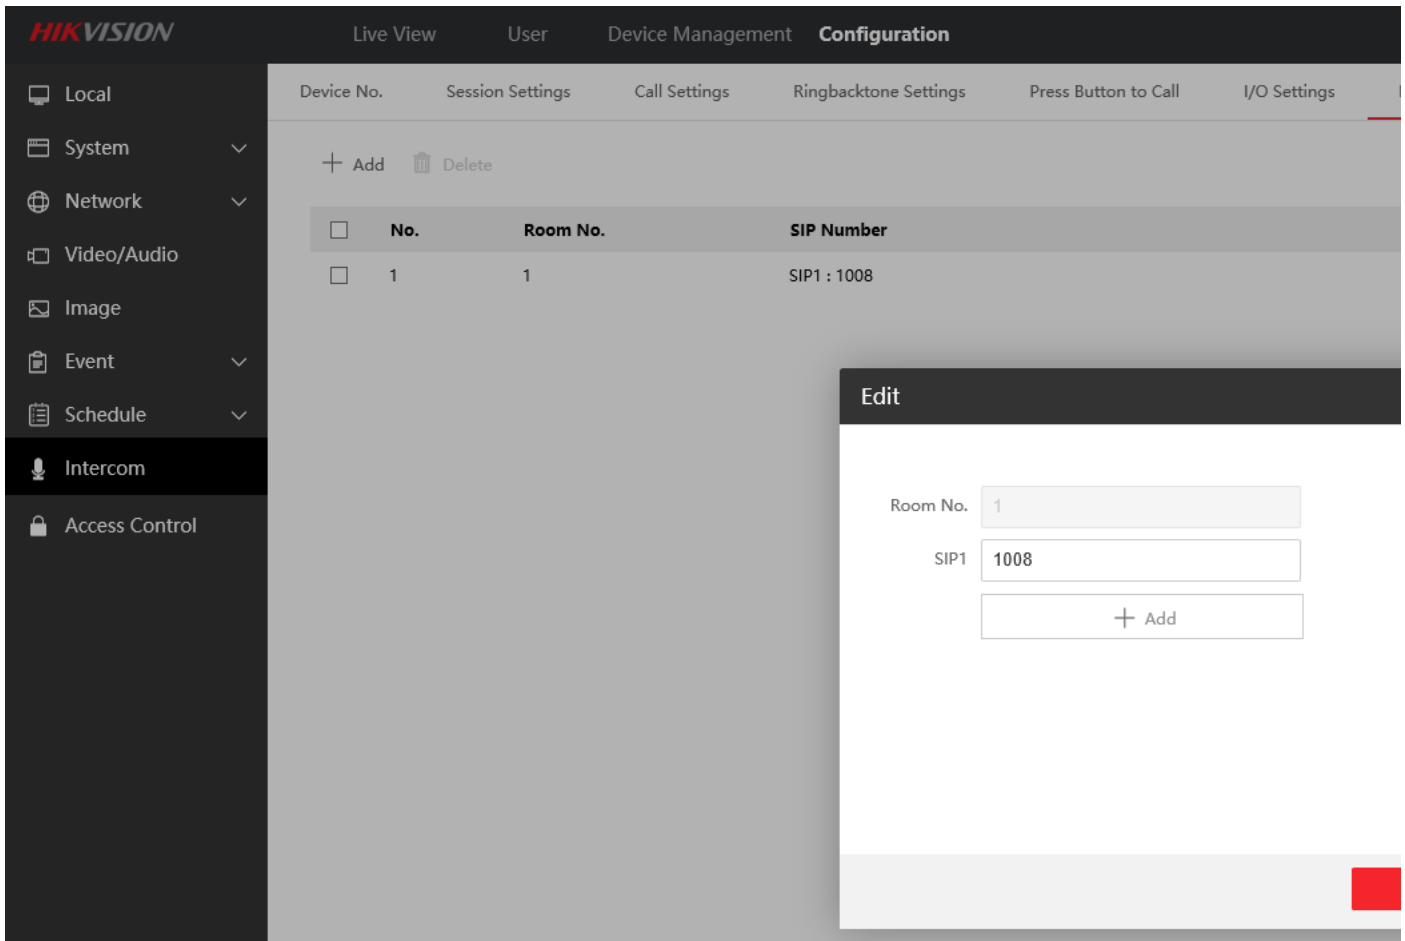 HIKVISION
Live View User Device Management Configuration
Local
System
Network
Video/Audio
Image
Event
Schedule
Intercom
Access Control
Device No. Session Settings Call Settings Ringbacktone Settings Press Button to Call I/O Settings
Add Delete
No. Room No. SIP Number
1 1 SIP1 : 1008
Edit
Room No. 1
SIP1 1008
Add